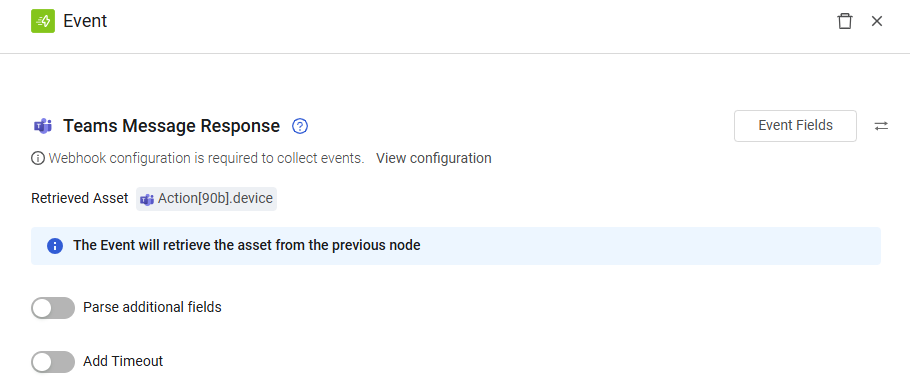 Event
Teams Message Response
Event Fields
Webhook configuration is required to collect events. View configuration
Retrieved Asset Action[90b].device
The Event will retrieve the asset from the previous node
Parse additional fields
Add Timeout